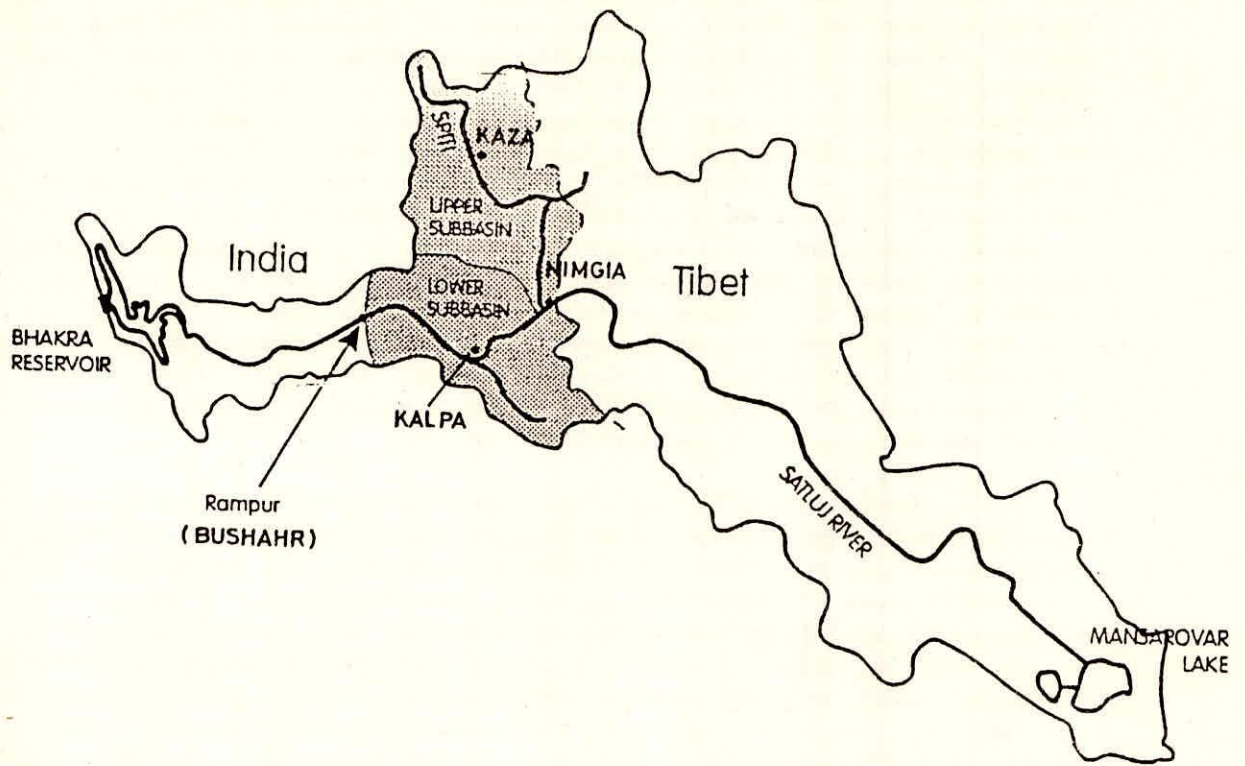 SPITI
KAZA
UPPER
SUBBASIN
India
NIMGIA
Tibet
LOWER
SUBBASIN
BHAKRA
RESERVOIR
KALPA
SATLUJ RIVER
Rampur
(BUSHAHR)
MANSAROVAR
LAKE